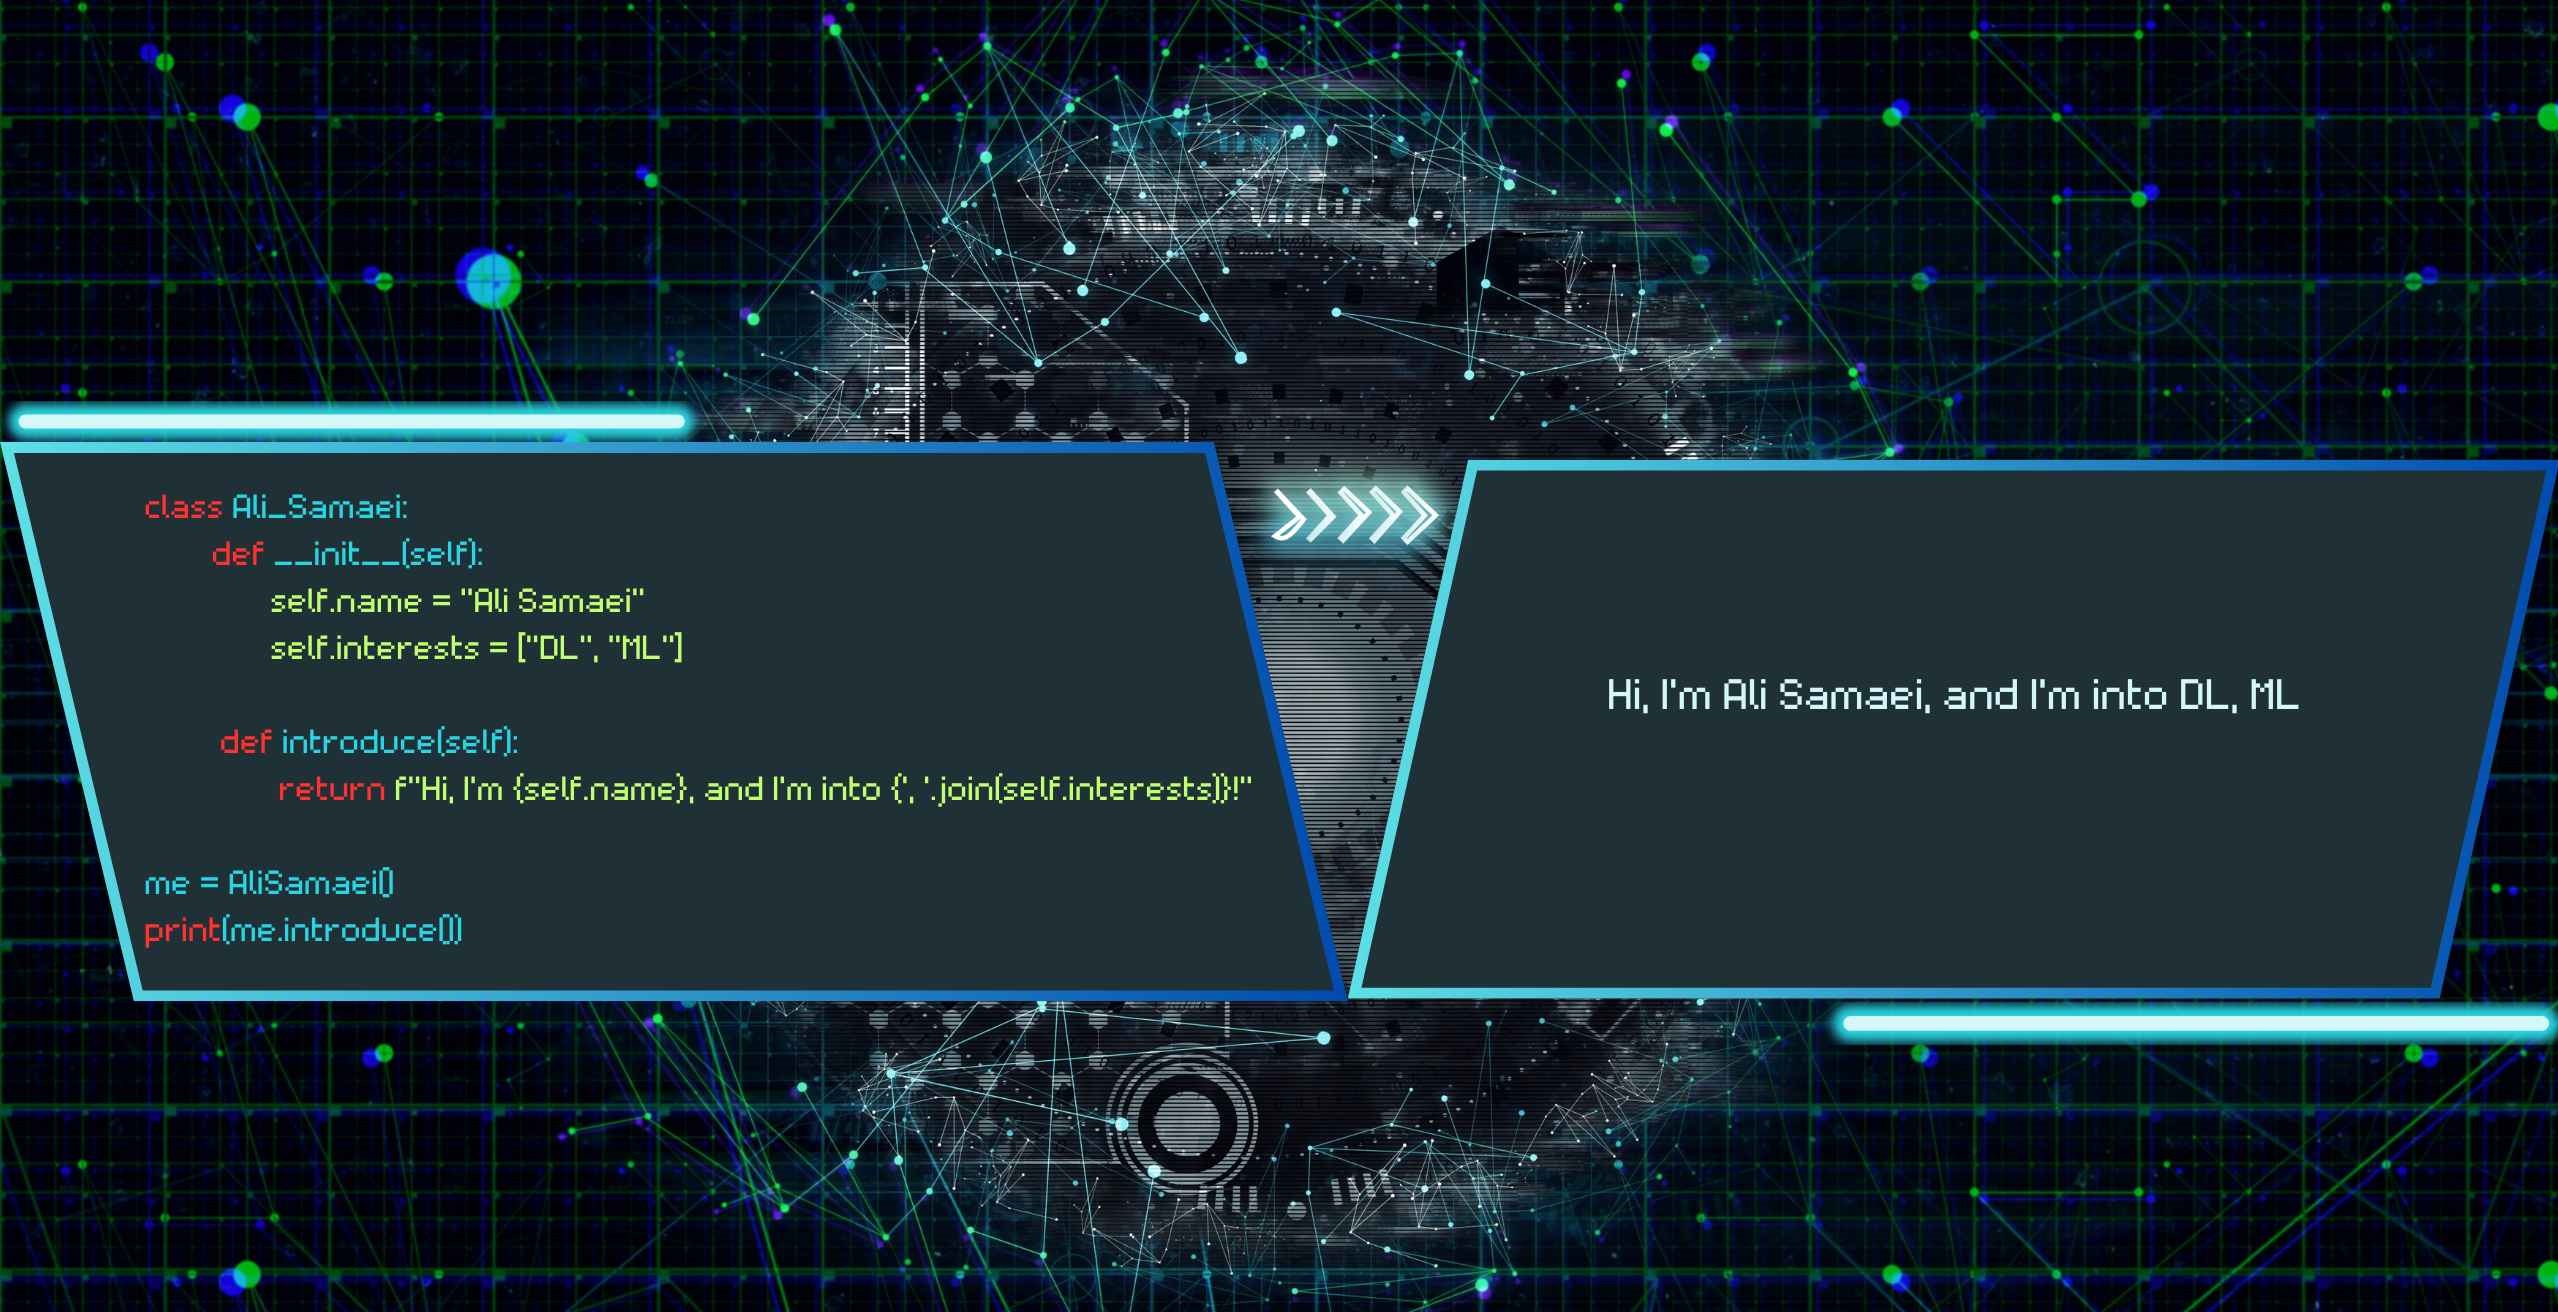 class Ali_Samaei:
def __init__(self):
self.name = "Ali Samaei"
self.interests = ["DL", "ML"]
def introduce(self):
return f"Hi, I'm {self.name}, and I'm into {', '.join(self.interests)}!"
me = AliSamaei()
print(me.introduce())
Hi, I'm Ali Samaei, and I'm into DL, ML